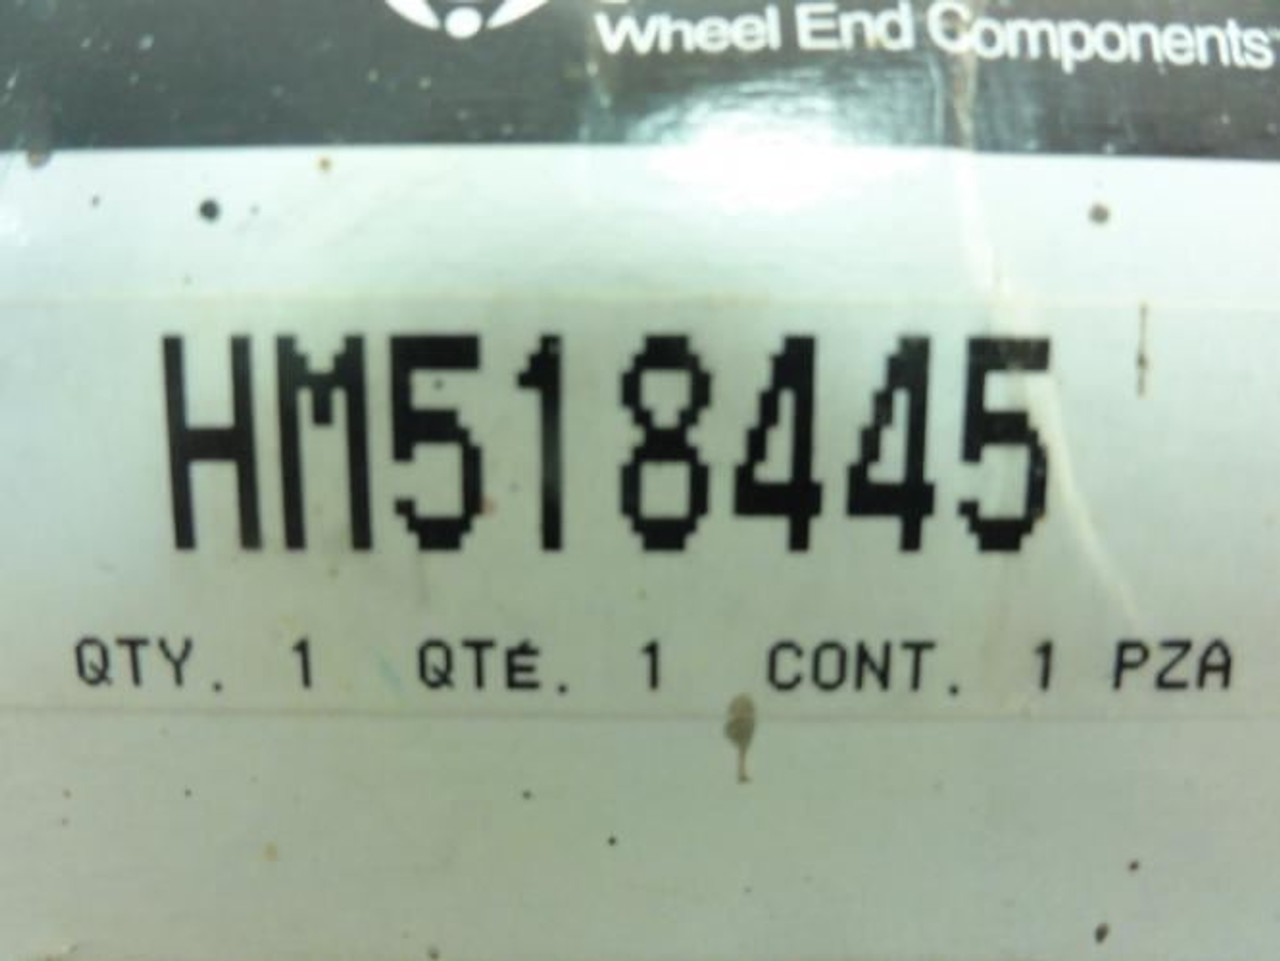 Wheel End Components
HM518445
QTY. 1 QTÉ. 1 CONT. 1 PZA